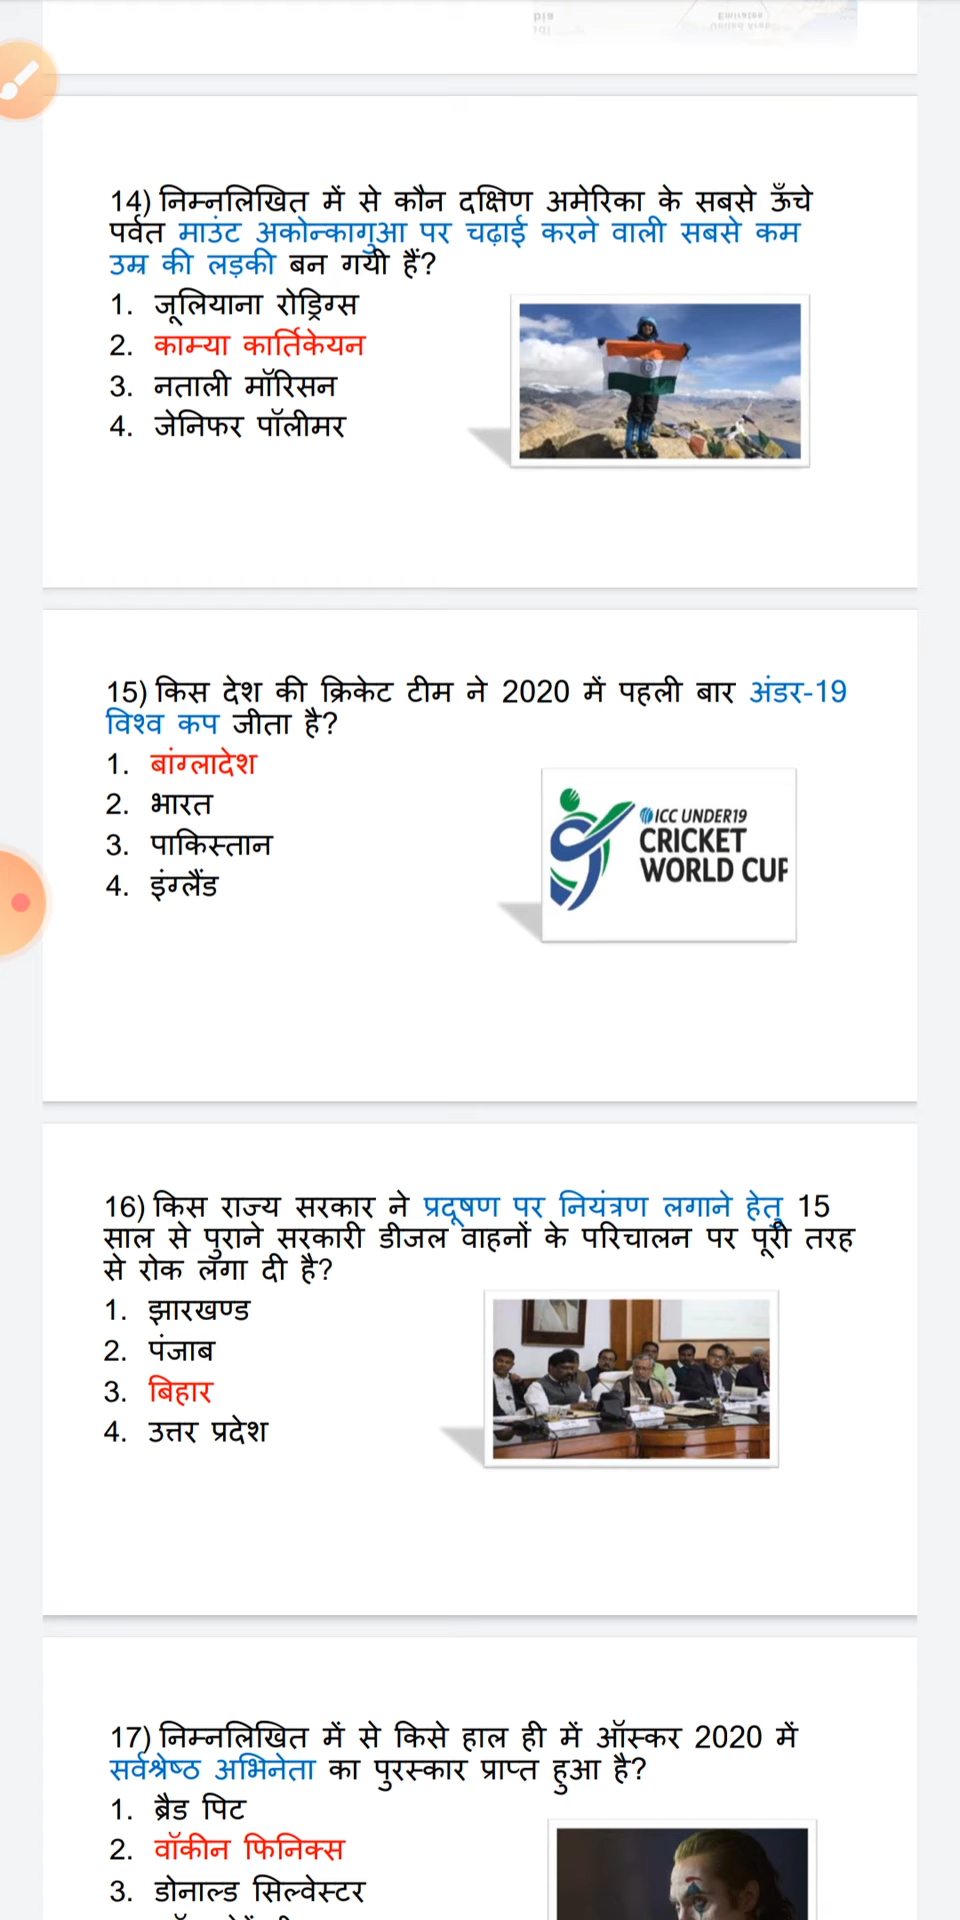 14) निम्नलिखित में से कौन दक्षिण अमेरिका के सबसे ऊँचे
पर्वत माउंट अकोन्कागुआ पर चढ़ाई करने वाली सबसे कम
उम्र की लड़की बन गयी हैं?
1. जूलियाना रोड्रिग्स
2. काम्या कार्तिकेयन
3. नताली मॉरिसन
4. जेनिफर पॉलीमर
15) किस देश की क्रिकेट टीम ने 2020 में पहली बार अंडर-19
विश्व कप जीता है?
1. बांग्लादेश
2. भारत
3. पाकिस्तान
4. इंग्लैंड
ICC UNDER19
CRICKET
WORLD CUP
16) किस राज्य सरकार ने प्रदूषण पर नियंत्रण लगाने हेतु 15
साल से पुराने सरकारी डीजल वाहनों के परिचालन पर पूरी तरह
से रोक लगा दी है?
1. झारखण्ड
2. पंजाब
3. बिहार
4. उत्तर प्रदेश
17) निम्नलिखित में से किसे हाल ही में ऑस्कर 2020 में
सर्वश्रेष्ठ अभिनेता का पुरस्कार प्राप्त हुआ है?
1. ब्रैड पिट
2. वॉकीन फिनिक्स
3. डोनाल्ड सिल्वेस्टर